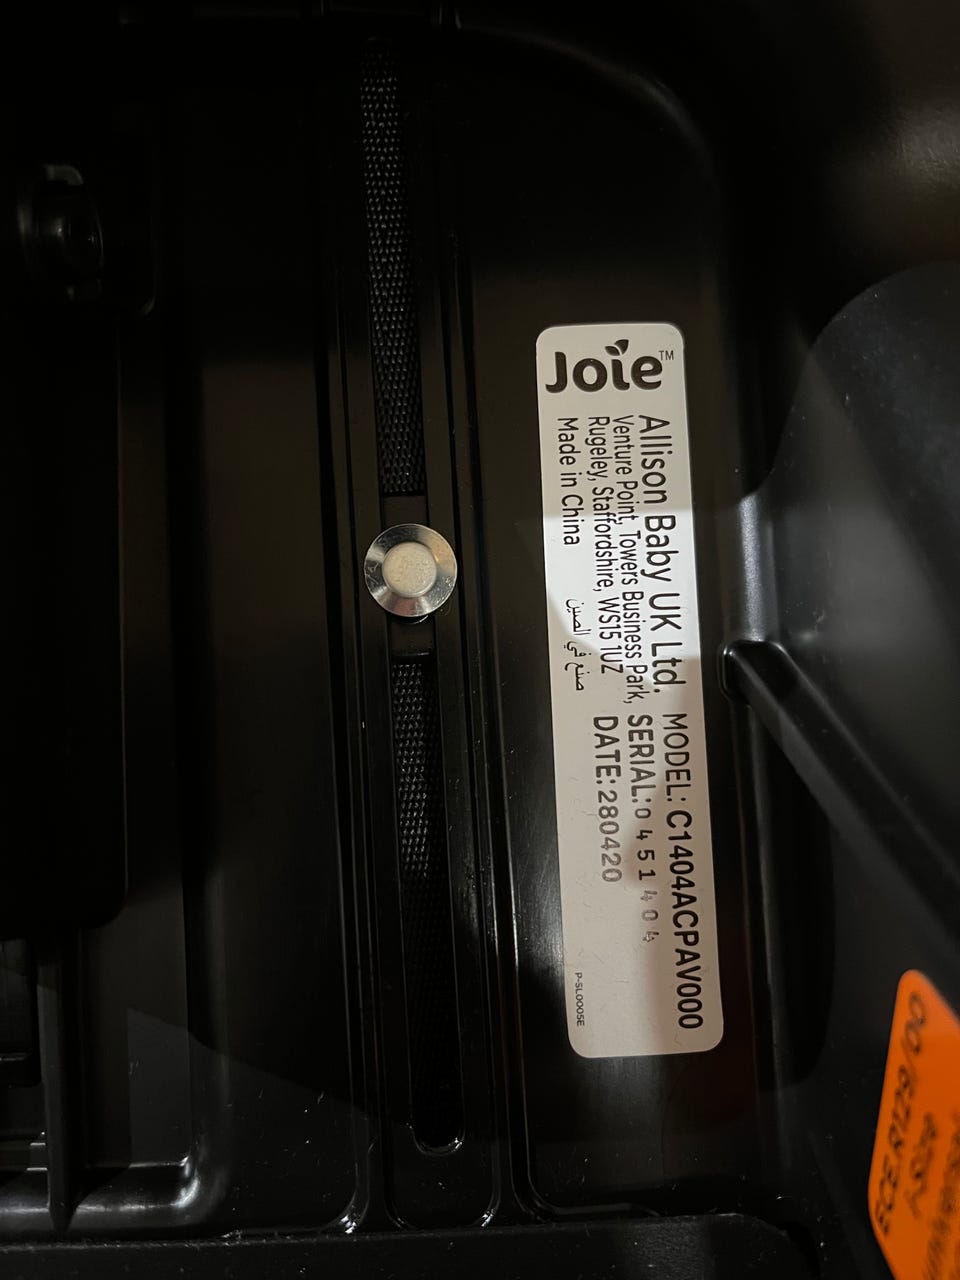 Joie™
Allison Baby UK Ltd.
Venture Point, Towers Business Park,
Rugeley, Staffordshire, WS15 1UZ
Made in China صنع في الصين
MODEL: C1404ACPAV000
SERIAL:0451404
DATE:280420
P-SL0005E